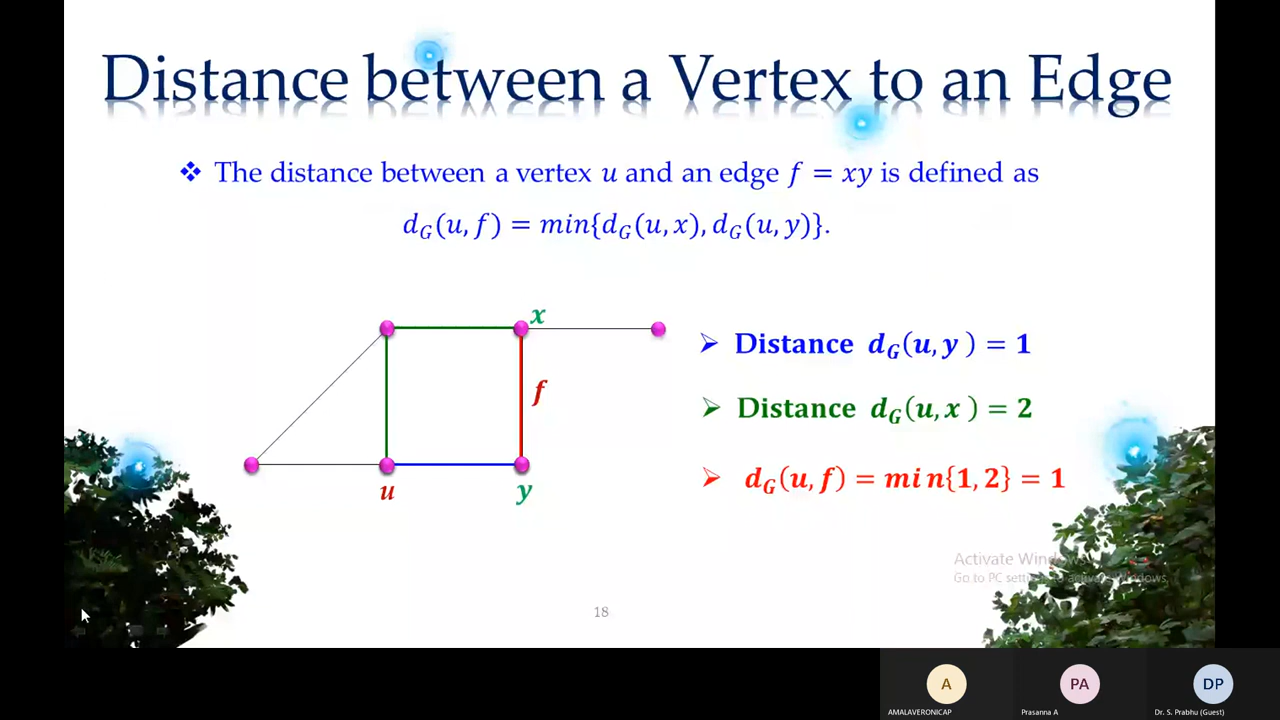 Distance between a Vertex to an Edge
❖ The distance between a vertex u and an edge f = xy is defined as
d_G(u, f) = min{d_G(u, x), d_G(u, y)}.
x
➢ Distance d_G(u, y) = 1
f
➢ Distance d_G(u, x) = 2
➢ d_G(u, f) = min{1, 2} = 1
u
y
Activate Windows
Go to PC settings to activate Windows.
18
A
PA
DP
AMALAVERONICAP
Prasanna A
Dr. S. Prabhu (Guest)